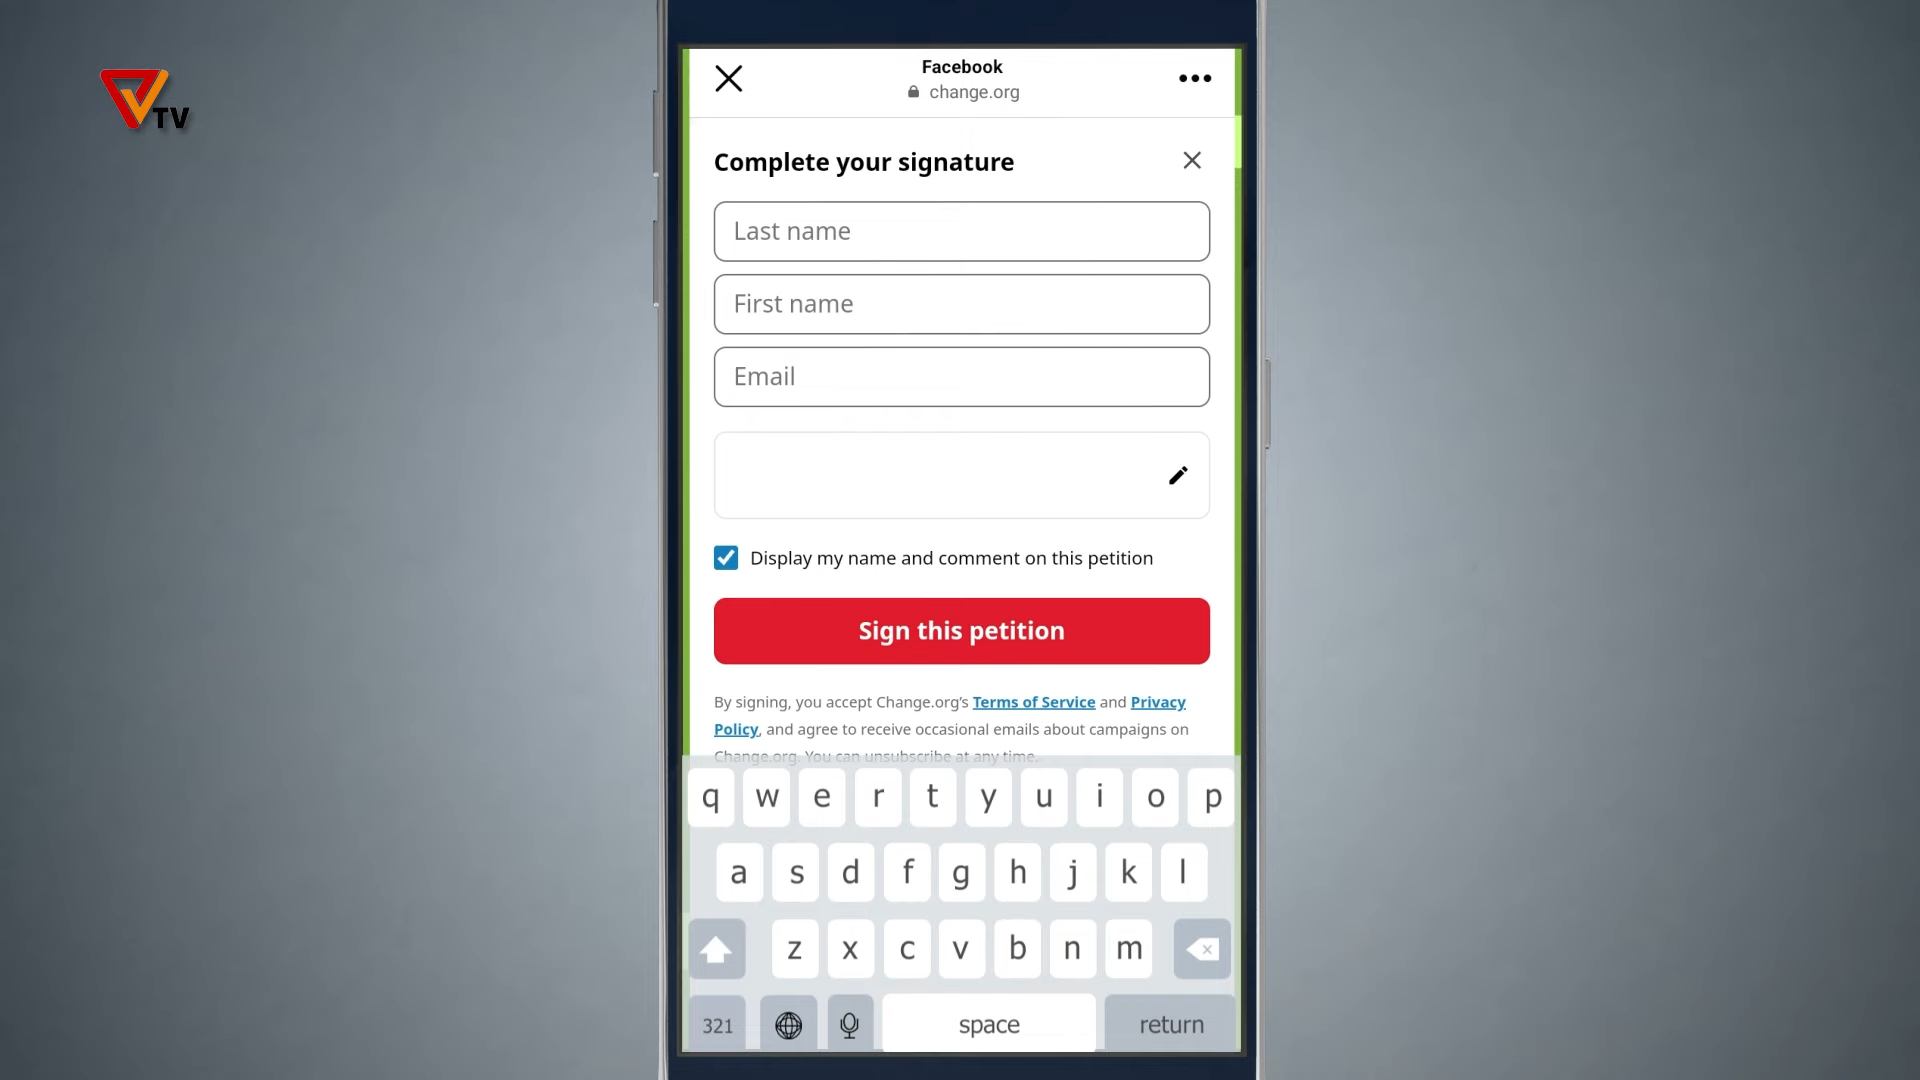 TV
Facebook
change.org
Complete your signature
Last name
First name
Email
Display my name and comment on this petition
Sign this petition
By signing, you accept Change.org’s Terms of Service and Privacy
Policy, and agree to receive occasional emails about campaigns on
Change.org. You can unsubscribe at any time.
q w e r t y u i o p
a s d f g h j k l
z x c v b n m
321 space return